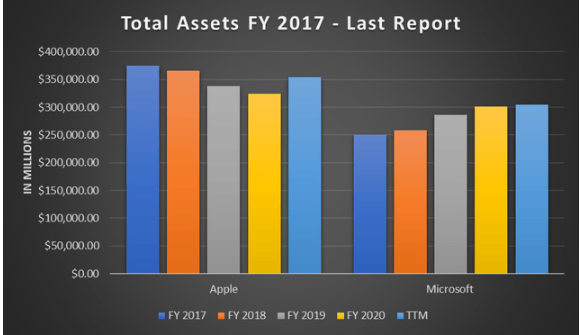 Total Assets FY 2017 - Last Report
IN MILLIONS
$400,000.00
$350,000.00
$300,000.00
$250,000.00
$200,000.00
$150,000.00
$100,000.00
$50,000.00
$0.00
Apple Microsoft
FY 2017 FY 2018 FY 2019 FY 2020 TTM